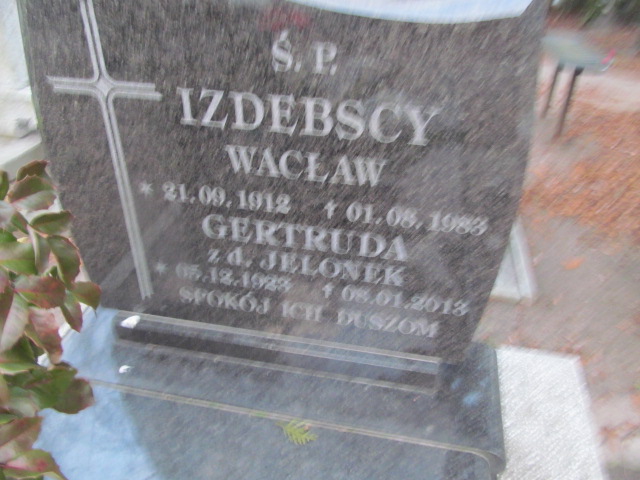 Ś. P.
IZDEBSCY
WACŁAW
* 21.09.1912 † 01.08.1983
GERTRUDA
z d. JELONEK
* 05.12.1923 † 08.01.2013
SPOKÓJ ICH DUSZOM